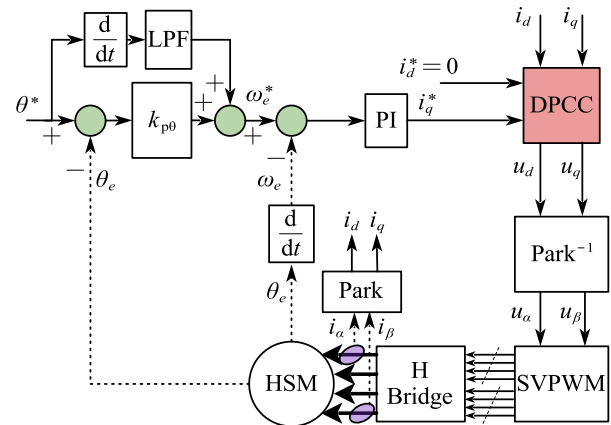 d
dt
LPF
i_d
i_q
i_d^* = 0
θ*
+
+
+
ω_e^*
k_pθ
+
PI
i_q^*
DPCC
−
θ_e
−
ω_e
u_d
u_q
d
dt
i_d
i_q
Park⁻¹
θ_e
Park
i_α
i_β
u_α
u_β
HSM
H
Bridge
SVPWM